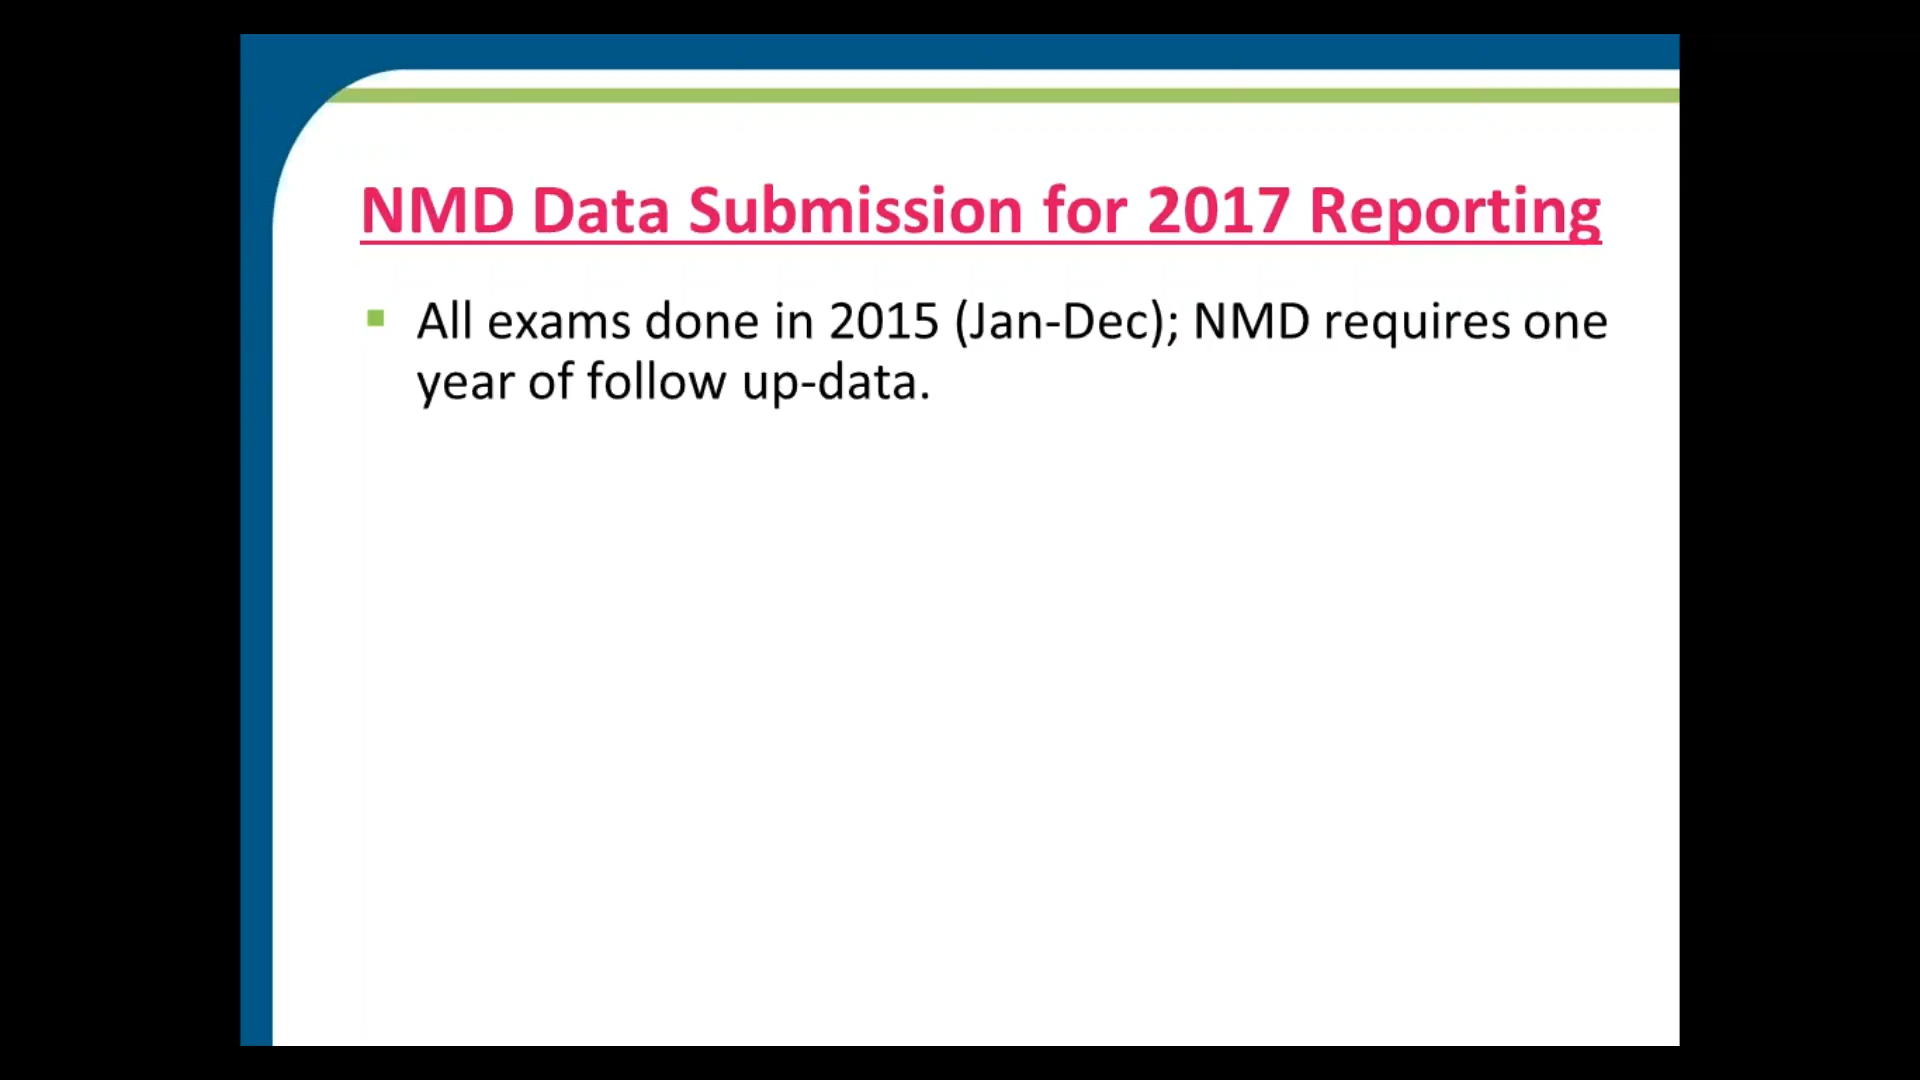 NMD Data Submission for 2017 Reporting
All exams done in 2015 (Jan-Dec); NMD requires one
year of follow up-data.